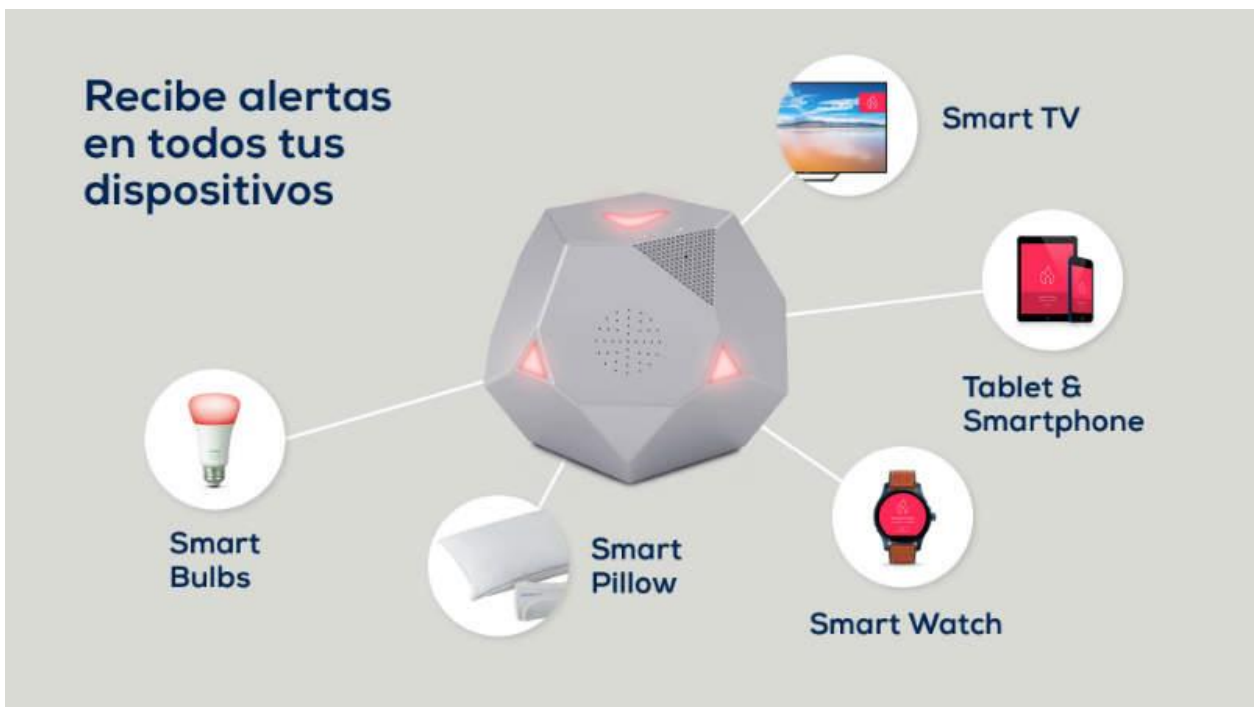 Recibe alertas
en todos tus
dispositivos
Smart TV
Tablet &
Smartphone
Smart
Bulbs
Smart
Pillow
Smart Watch